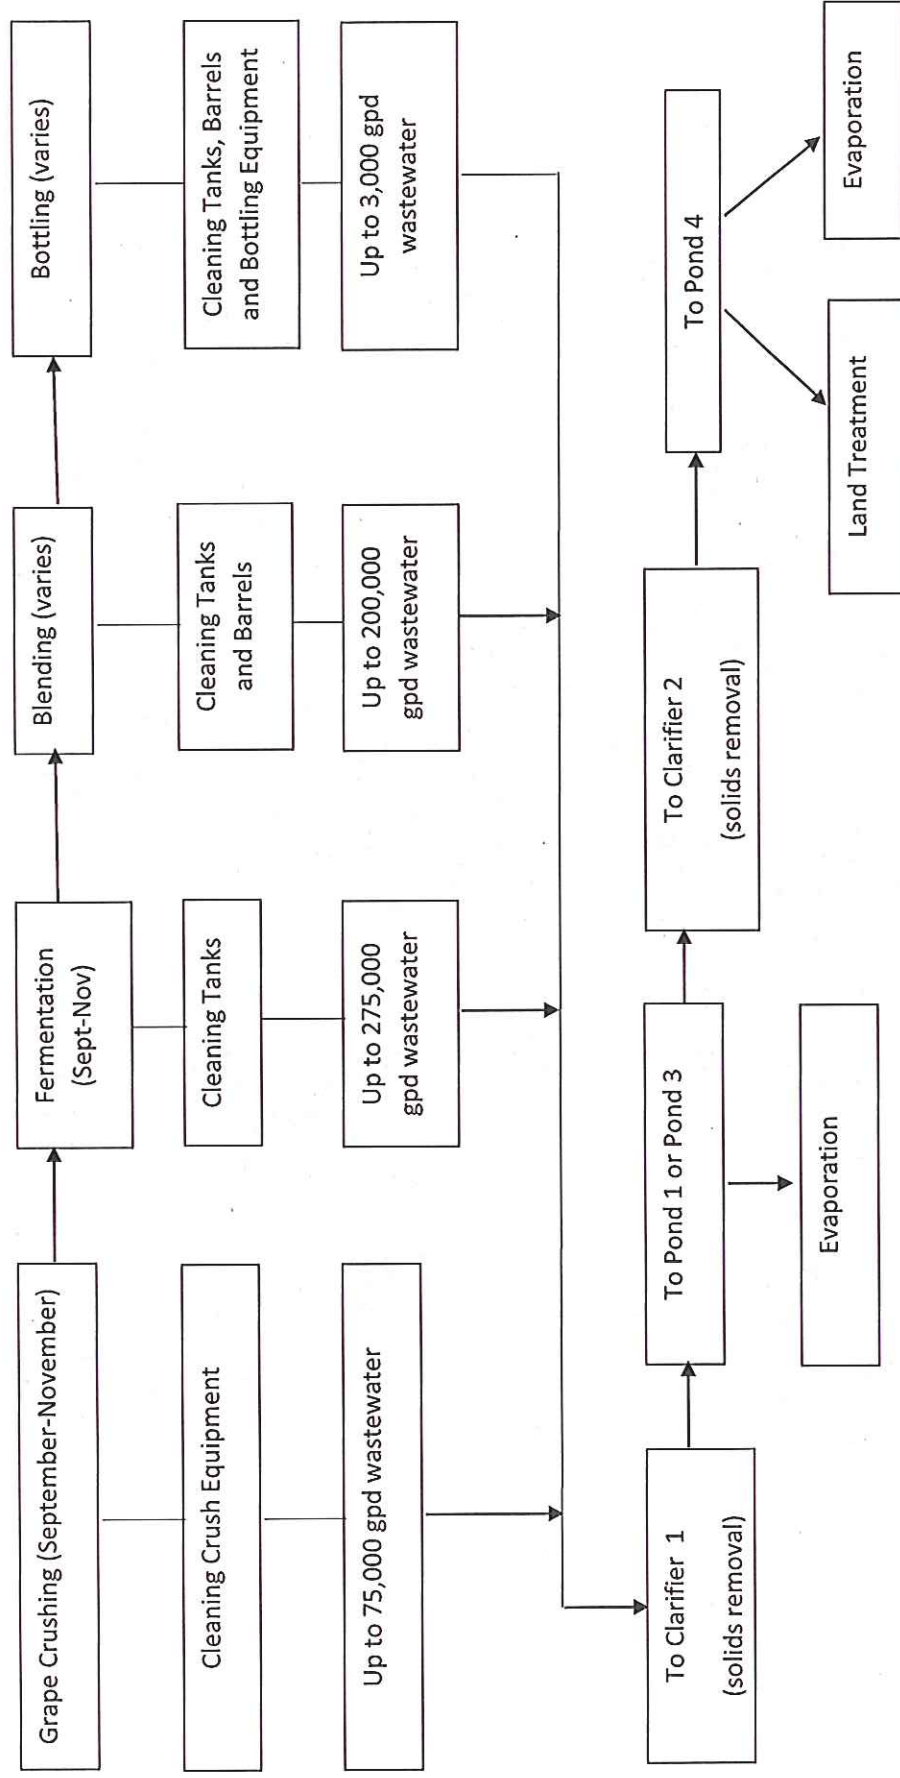 Grape Crushing (September-November)
Fermentation
(Sept-Nov)
Blending (varies)
Bottling (varies)
Cleaning Crush Equipment
Cleaning Tanks
Cleaning Tanks
and Barrels
Cleaning Tanks, Barrels
and Bottling Equipment
Up to 75,000 gpd wastewater
Up to 275,000
gpd wastewater
Up to 200,000
gpd wastewater
Up to 3,000 gpd
wastewater
To Clarifier 1
(solids removal)
To Pond 1 or Pond 3
To Clarifier 2
(solids removal)
To Pond 4
Evaporation
Land Treatment
Evaporation